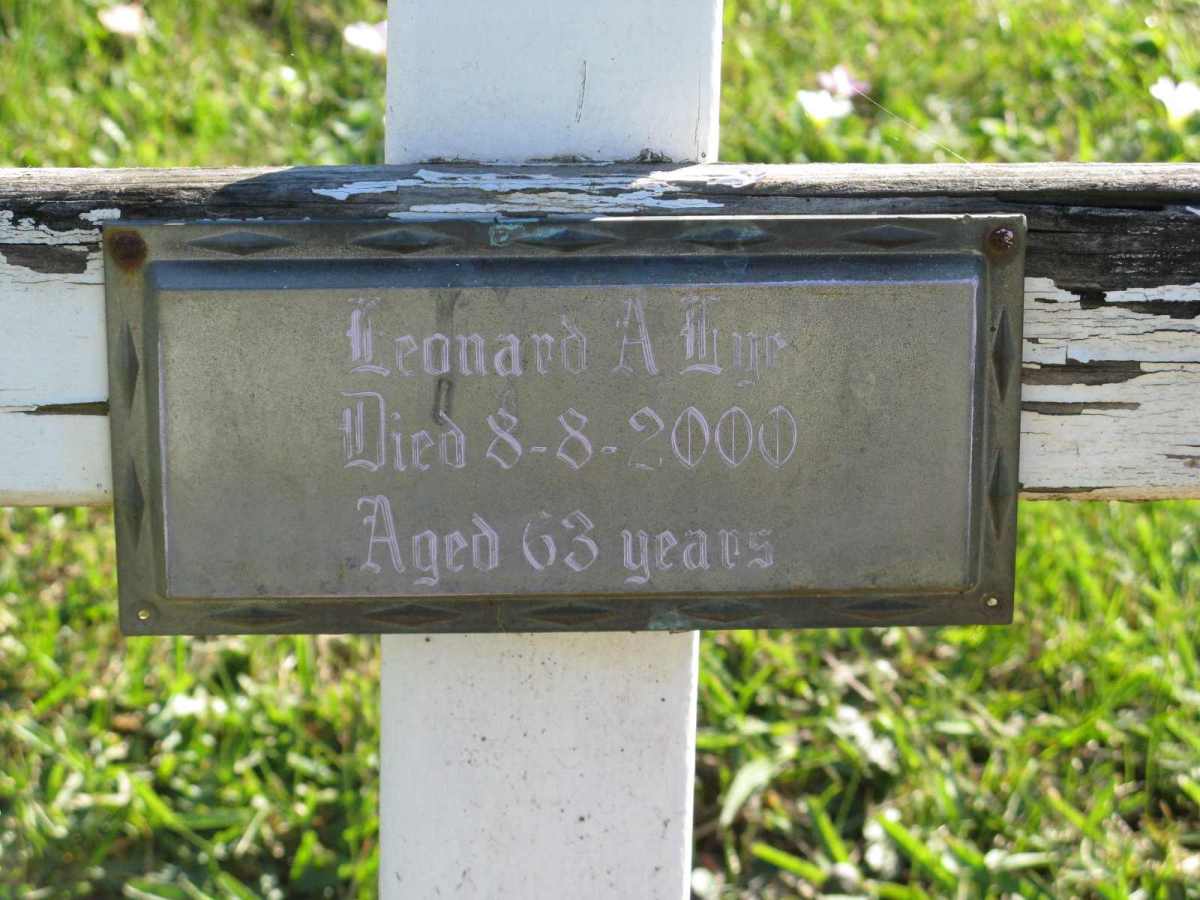 Leonard A Lye
Died 8-8-2000
Aged 63 years